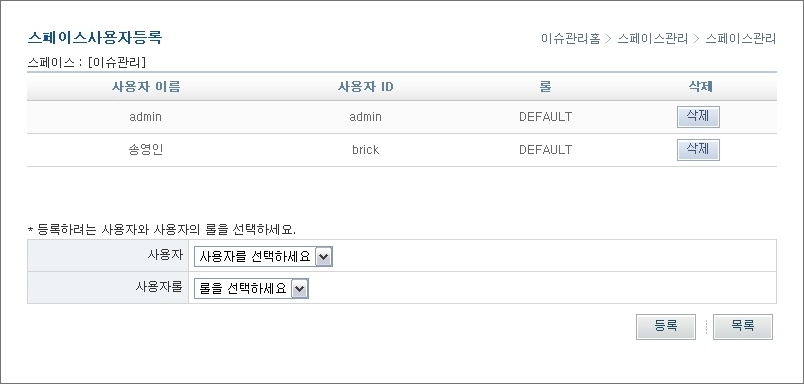 스페이스사용자등록
이슈관리홈 > 스페이스관리 > 스페이스관리
스페이스 : [이슈관리]
사용자 이름 사용자 ID 롤 삭제
admin admin DEFAULT 삭제
송영인 brick DEFAULT 삭제
* 등록하려는 사용자와 사용자의 롤을 선택하세요.
사용자 사용자를 선택하세요
사용자롤 롤을 선택하세요
등록 목록